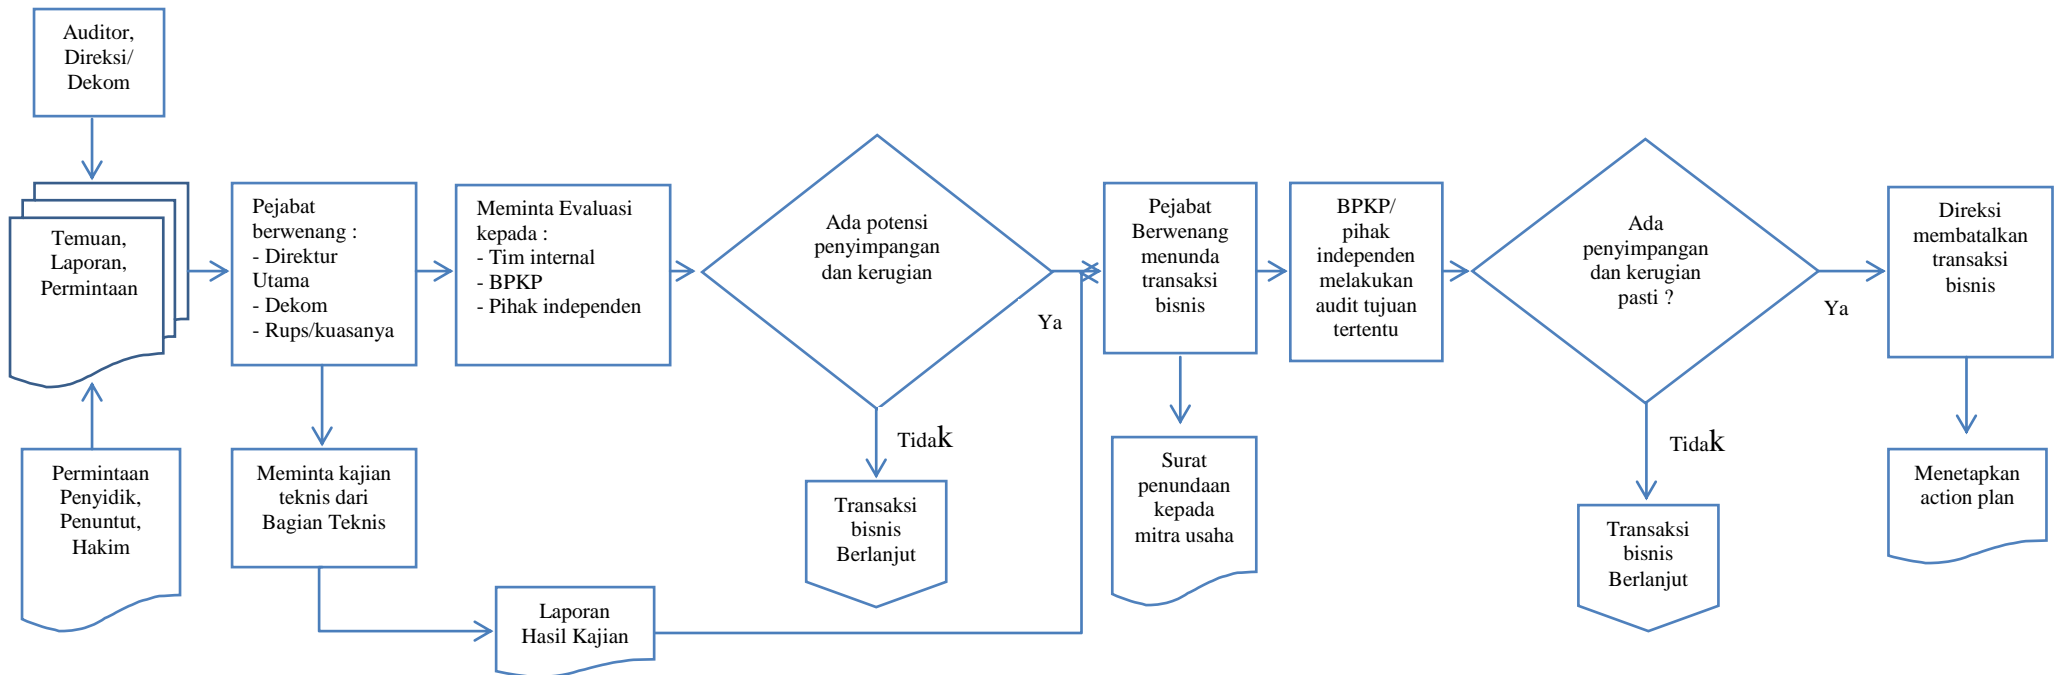 Auditor,
Direksi/
Dekom
Temuan,
Laporan,
Permintaan
Permintaan
Penyidik,
Penuntut,
Hakim
Pejabat
berwenang :
- Direktur
Utama
- Dekom
- Rups/kuasanya
Meminta kajian
teknis dari
Bagian Teknis
Meminta Evaluasi
kepada :
- Tim internal
- BPKP
- Pihak independen
Laporan
Hasil Kajian
Ada potensi
penyimpangan
dan kerugian
Ya
Tidak
Transaksi
bisnis
Berlanjut
Pejabat
Berwenang
menunda
transaksi
bisnis
Surat
penundaan
kepada
mitra usaha
BPKP/
pihak
independen
melakukan
audit tujuan
tertentu
Ada
penyimpangan
dan kerugian
pasti ?
Ya
Tidak
Transaksi
bisnis
Berlanjut
Direksi
membatalkan
transaksi
bisnis
Menetapkan
action plan